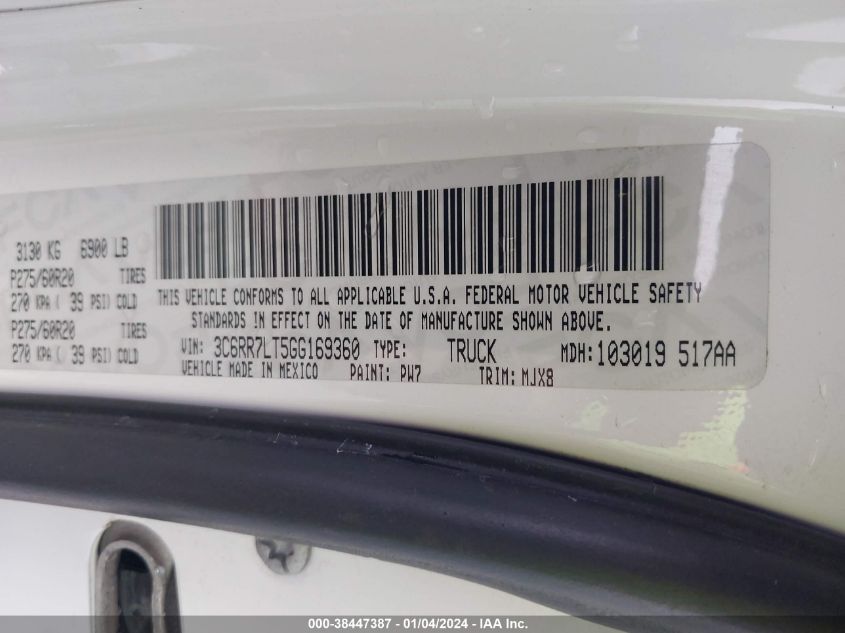 3130 KG 6900 LB
P275/60R20 TIRES
270 KPA ( 39 PSI) COLD
P275/60R20 TIRES
270 KPA ( 39 PSI) COLD
THIS VEHICLE CONFORMS TO ALL APPLICABLE U.S.A. FEDERAL MOTOR VEHICLE SAFETY
STANDARDS IN EFFECT ON THE DATE OF MANUFACTURE SHOWN ABOVE.
VIN: 3C6RR7LT5GG169360 TYPE: TRUCK MDH: 103019 517AA
VEHICLE MADE IN MEXICO PAINT: PW7 TRIM: MJX8
000-38447387 - 01/04/2024 - IAA Inc.